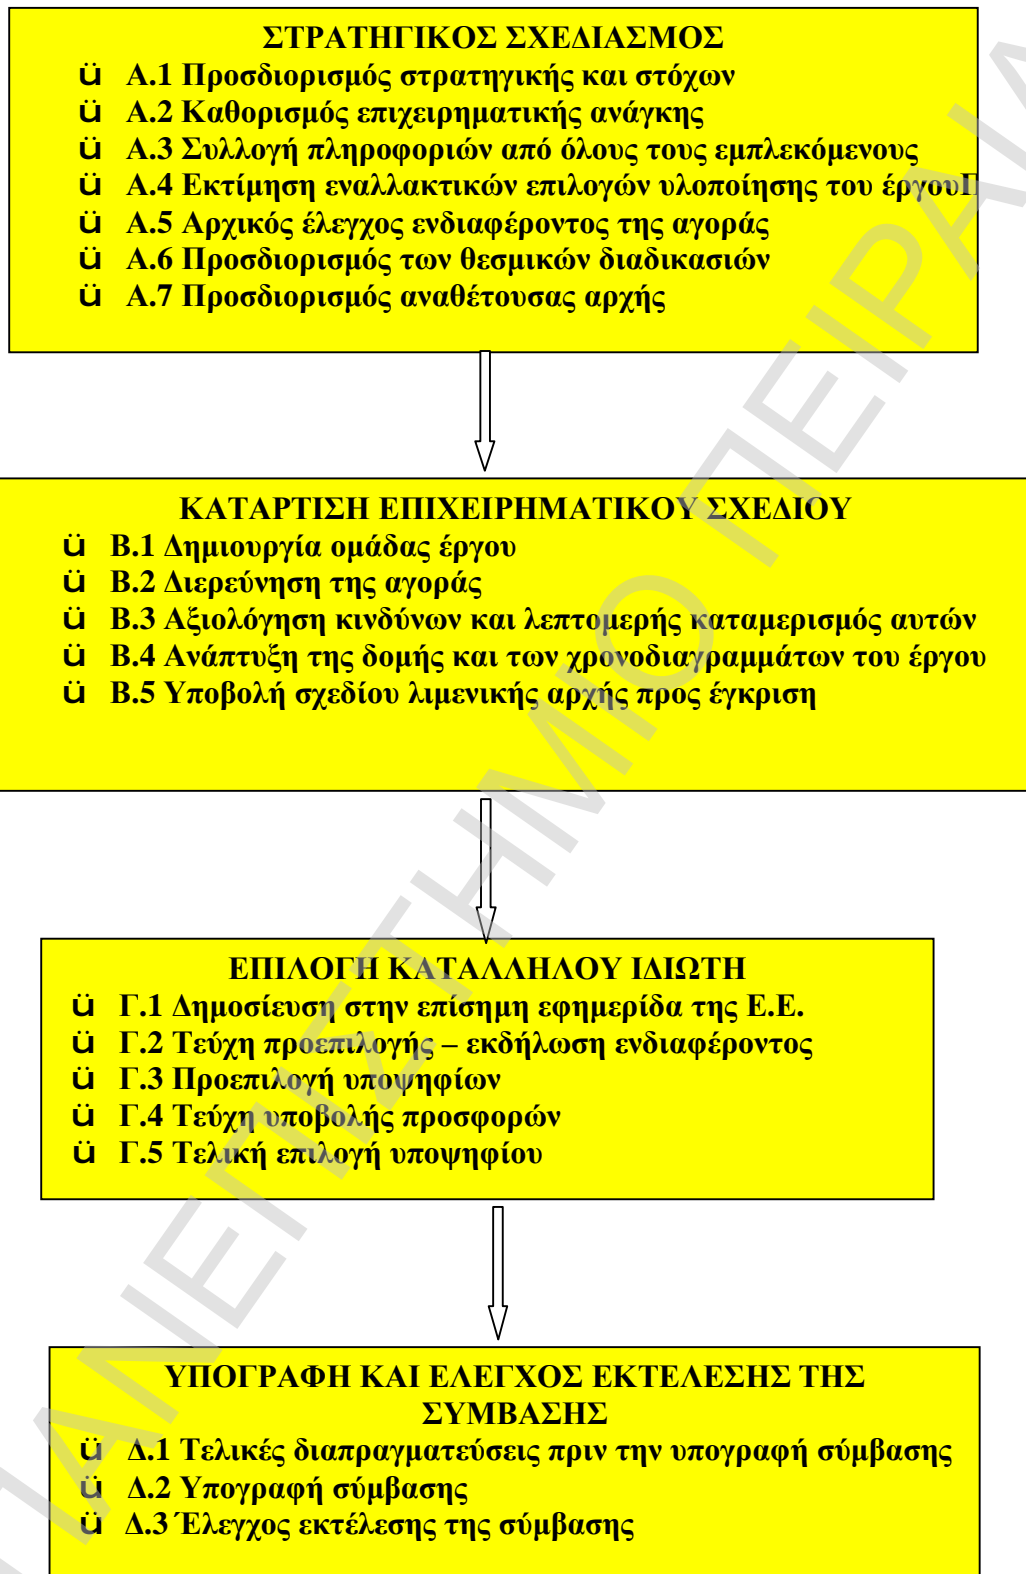 ΣΤΡΑΤΗΓΙΚΟΣ ΣΧΕΔΙΑΣΜΟΣ
ü Α.1 Προσδιορισμός στρατηγικής και στόχων
ü Α.2 Καθορισμός επιχειρηματικής ανάγκης
ü Α.3 Συλλογή πληροφοριών από όλους τους εμπλεκόμενους
ü Α.4 Εκτίμηση εναλλακτικών επιλογών υλοποίησης του έργουΠ
ü Α.5 Αρχικός έλεγχος ενδιαφέροντος της αγοράς
ü Α.6 Προσδιορισμός των θεσμικών διαδικασιών
ü Α.7 Προσδιορισμός αναθέτουσας αρχής
ΚΑΤΑΡΤΙΣΗ ΕΠΙΧΕΙΡΗΜΑΤΙΚΟΥ ΣΧΕΔΙΟΥ
ü Β.1 Δημιουργία ομάδας έργου
ü Β.2 Διερεύνηση της αγοράς
ü Β.3 Αξιολόγηση κινδύνων και λεπτομερής καταμερισμός αυτών
ü Β.4 Ανάπτυξη της δομής και των χρονοδιαγραμμάτων του έργου
ü Β.5 Υποβολή σχεδίου λιμενικής αρχής προς έγκριση
ΕΠΙΛΟΓΗ ΚΑΤΑΛΛΗΛΟΥ ΙΔΙΩΤΗ
ü Γ.1 Δημοσίευση στην επίσημη εφημερίδα της Ε.Ε.
ü Γ.2 Τεύχη προεπιλογής – εκδήλωση ενδιαφέροντος
ü Γ.3 Προεπιλογή υποψηφίων
ü Γ.4 Τεύχη υποβολής προσφορών
ü Γ.5 Τελική επιλογή υποψηφίου
ΥΠΟΓΡΑΦΗ ΚΑΙ ΕΛΕΓΧΟΣ ΕΚΤΕΛΕΣΗΣ ΤΗΣ
ΣΥΜΒΑΣΗΣ
ü Δ.1 Τελικές διαπραγματεύσεις πριν την υπογραφή σύμβασης
ü Δ.2 Υπογραφή σύμβασης
ü Δ.3 Έλεγχος εκτέλεσης της σύμβασης
ΠΑΝΕΠΙΣΤΗΜΙΟ ΠΕΙΡΑΙΑ